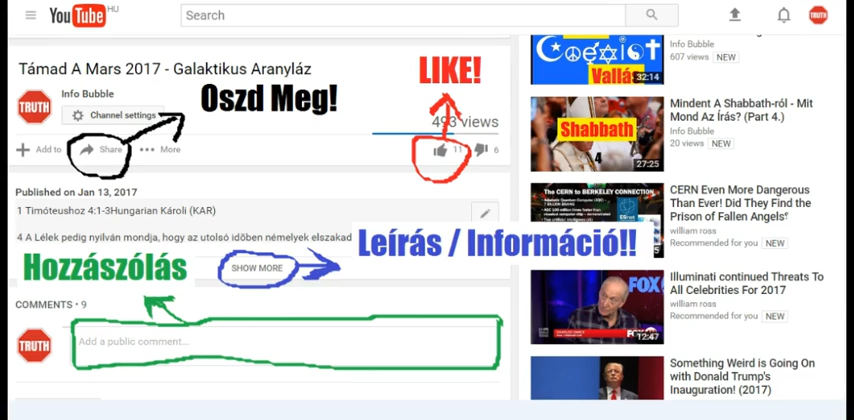 YouTube HU
Search
TRUTH
Támad A Mars 2017 - Galaktikus Aranyláz
Info Bubble
TRUTH
Channel settings
Oszd Meg!
LIKE!
493 views
Add to
Share
More
11
6
Published on Jan 13, 2017
1 Timóteushoz 4:1-3Hungarian Károli (KAR)
4 A Lélek pedig nyilván mondja, hogy az utolsó időben némelyek elszakad
Leírás / Információ!!
Hozzászólás
SHOW MORE
COMMENTS • 9
TRUTH
Add a public comment...
COEXIST
Vallás
32:14
Info Bubble
607 views NEW
Shabbath
4
27:25
Mindent A Shabbath-ról - Mit
Mond Az Írás? (Part 4.)
Info Bubble
20 views NEW
The CERN to BERKELEY CONNECTION
CERN Even More Dangerous
Than Ever! Did They Find the
Prison of Fallen Angels"
william ross
Recommended for you NEW
FOX
12:47
Illuminati continued Threats To
All Celebrities For 2017
william ross
Recommended for you NEW
Something Weird is Going On
with Donald Trump's
Inauguration! (2017)